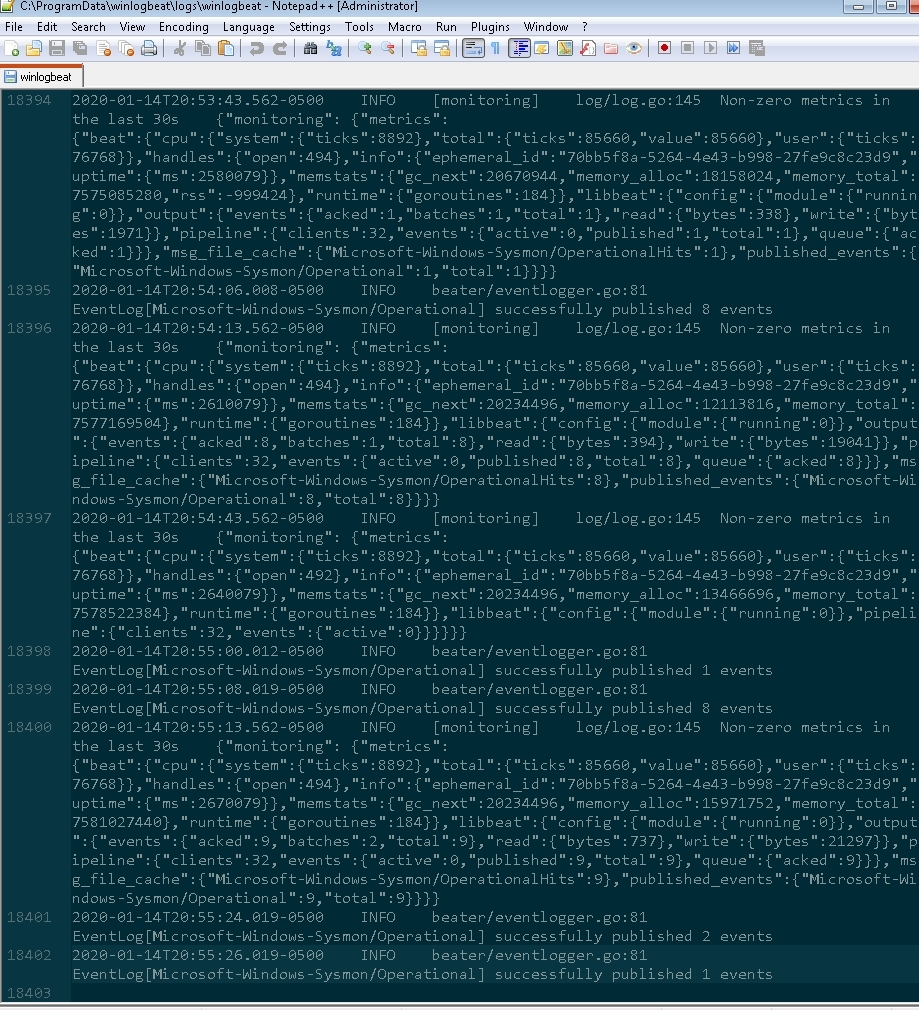 C:\ProgramData\winlogbeat\logs\winlogbeat - Notepad++ [Administrator]
File Edit Search View Encoding Language Settings Tools Macro Run Plugins Window ?
winlogbeat
18394 2020-01-14T20:53:43.562-0500 INFO [monitoring] log/log.go:145 Non-zero metrics in
the last 30s {"monitoring": {"metrics":
{"beat":{"cpu":{"system":{"ticks":8892},"total":{"ticks":85660,"value":85660},"user":{"ticks":
76768}},"handles":{"open":494},"info":{"ephemeral_id":"70bb5f8a-5264-4e43-b998-27fe9c8c23d9","
uptime":{"ms":2580079}},"memstats":{"gc_next":20670944,"memory_alloc":18158024,"memory_total":
7575085280,"rss":-999424},"runtime":{"goroutines":184}},"libbeat":{"config":{"module":{"runnin
g":0}},"output":{"events":{"acked":1,"batches":1,"total":1},"read":{"bytes":338},"write":{"byt
es":1971}},"pipeline":{"clients":32,"events":{"active":0,"published":1,"total":1},"queue":{"ac
ked":1}}},"msg_file_cache":{"Microsoft-Windows-Sysmon/OperationalHits":1},"published_events":{
"Microsoft-Windows-Sysmon/Operational":1,"total":1}}}}
18395 2020-01-14T20:54:06.008-0500 INFO beater/eventlogger.go:81
EventLog[Microsoft-Windows-Sysmon/Operational] successfully published 8 events
18396 2020-01-14T20:54:13.562-0500 INFO [monitoring] log/log.go:145 Non-zero metrics in
the last 30s {"monitoring": {"metrics":
{"beat":{"cpu":{"system":{"ticks":8892},"total":{"ticks":85660,"value":85660},"user":{"ticks":
76768}},"handles":{"open":494},"info":{"ephemeral_id":"70bb5f8a-5264-4e43-b998-27fe9c8c23d9","
uptime":{"ms":2610079}},"memstats":{"gc_next":20234496,"memory_alloc":12113816,"memory_total":
7577169504},"runtime":{"goroutines":184}},"libbeat":{"config":{"module":{"running":0}},"output
":{"events":{"acked":8,"batches":1,"total":8},"read":{"bytes":394},"write":{"bytes":19041}},"p
ipeline":{"clients":32,"events":{"active":0,"published":8,"total":8},"queue":{"acked":8}}},"ms
g_file_cache":{"Microsoft-Windows-Sysmon/OperationalHits":8},"published_events":{"Microsoft-Wi
ndows-Sysmon/Operational":8,"total":8}}}}
18397 2020-01-14T20:54:43.562-0500 INFO [monitoring] log/log.go:145 Non-zero metrics in
the last 30s {"monitoring": {"metrics":
{"beat":{"cpu":{"system":{"ticks":8892},"total":{"ticks":85660,"value":85660},"user":{"ticks":
76768}},"handles":{"open":492},"info":{"ephemeral_id":"70bb5f8a-5264-4e43-b998-27fe9c8c23d9","
uptime":{"ms":2640079}},"memstats":{"gc_next":20234496,"memory_alloc":13466696,"memory_total":
7578522384},"runtime":{"goroutines":184}},"libbeat":{"config":{"module":{"running":0}},"pipeli
ne":{"clients":32,"events":{"active":0}}}}}}
18398 2020-01-14T20:55:00.012-0500 INFO beater/eventlogger.go:81
EventLog[Microsoft-Windows-Sysmon/Operational] successfully published 1 events
18399 2020-01-14T20:55:08.019-0500 INFO beater/eventlogger.go:81
EventLog[Microsoft-Windows-Sysmon/Operational] successfully published 8 events
18400 2020-01-14T20:55:13.562-0500 INFO [monitoring] log/log.go:145 Non-zero metrics in
the last 30s {"monitoring": {"metrics":
{"beat":{"cpu":{"system":{"ticks":8892},"total":{"ticks":85660,"value":85660},"user":{"ticks":
76768}},"handles":{"open":494},"info":{"ephemeral_id":"70bb5f8a-5264-4e43-b998-27fe9c8c23d9","
uptime":{"ms":2670079}},"memstats":{"gc_next":20234496,"memory_alloc":15971752,"memory_total":
7581027440},"runtime":{"goroutines":184}},"libbeat":{"config":{"module":{"running":0}},"output
":{"events":{"acked":9,"batches":2,"total":9},"read":{"bytes":737},"write":{"bytes":21297}},"p
ipeline":{"clients":32,"events":{"active":0,"published":9,"total":9},"queue":{"acked":9}}},"ms
g_file_cache":{"Microsoft-Windows-Sysmon/OperationalHits":9},"published_events":{"Microsoft-Wi
ndows-Sysmon/Operational":9,"total":9}}}}
18401 2020-01-14T20:55:24.019-0500 INFO beater/eventlogger.go:81
EventLog[Microsoft-Windows-Sysmon/Operational] successfully published 2 events
18402 2020-01-14T20:55:26.019-0500 INFO beater/eventlogger.go:81
EventLog[Microsoft-Windows-Sysmon/Operational] successfully published 1 events
18403